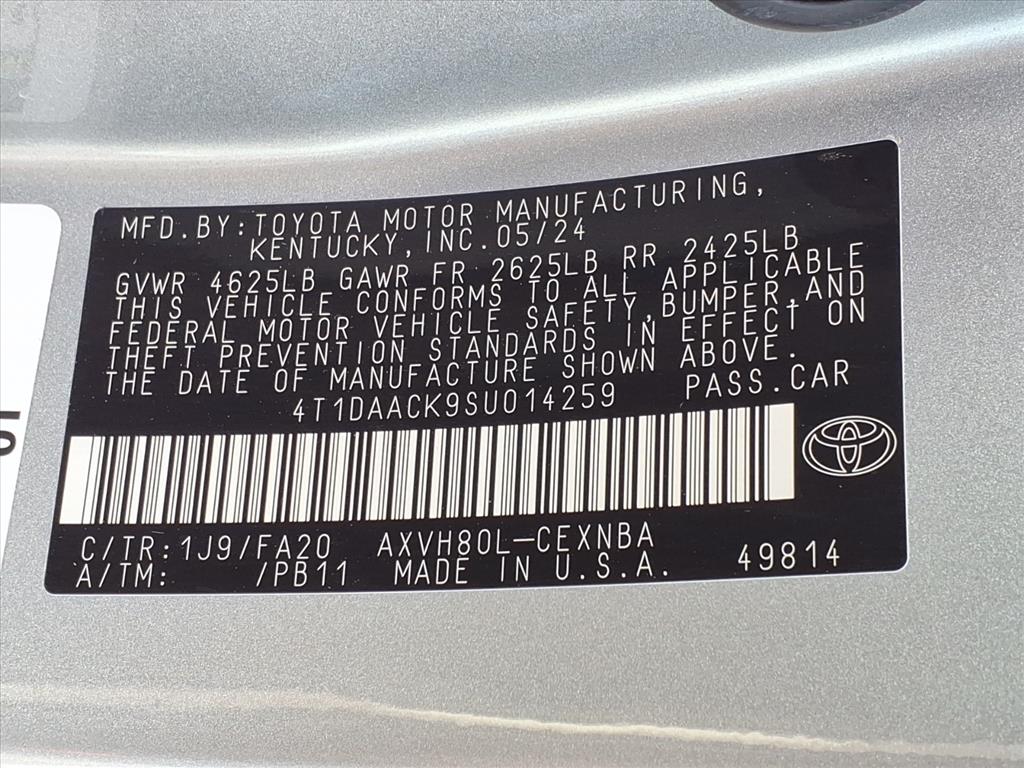 MFD.BY:TOYOTA MOTOR MANUFACTURING,
KENTUCKY,INC.05/24
GVWR 4625LB GAWR FR 2625LB RR 2425LB
THIS VEHICLE CONFORMS TO ALL APPLICABLE
FEDERAL MOTOR VEHICLE SAFETY,BUMPER,AND
THEFT PREVENTION STANDARDS IN EFFECT ON
THE DATE OF MANUFACTURE SHOWN ABOVE.
4T1DAACK9SU014259 PASS.CAR
C/TR:1J9/FA20 AXVH80L-CEXNBA
A/TM: /PB11 MADE IN U.S.A. 49814